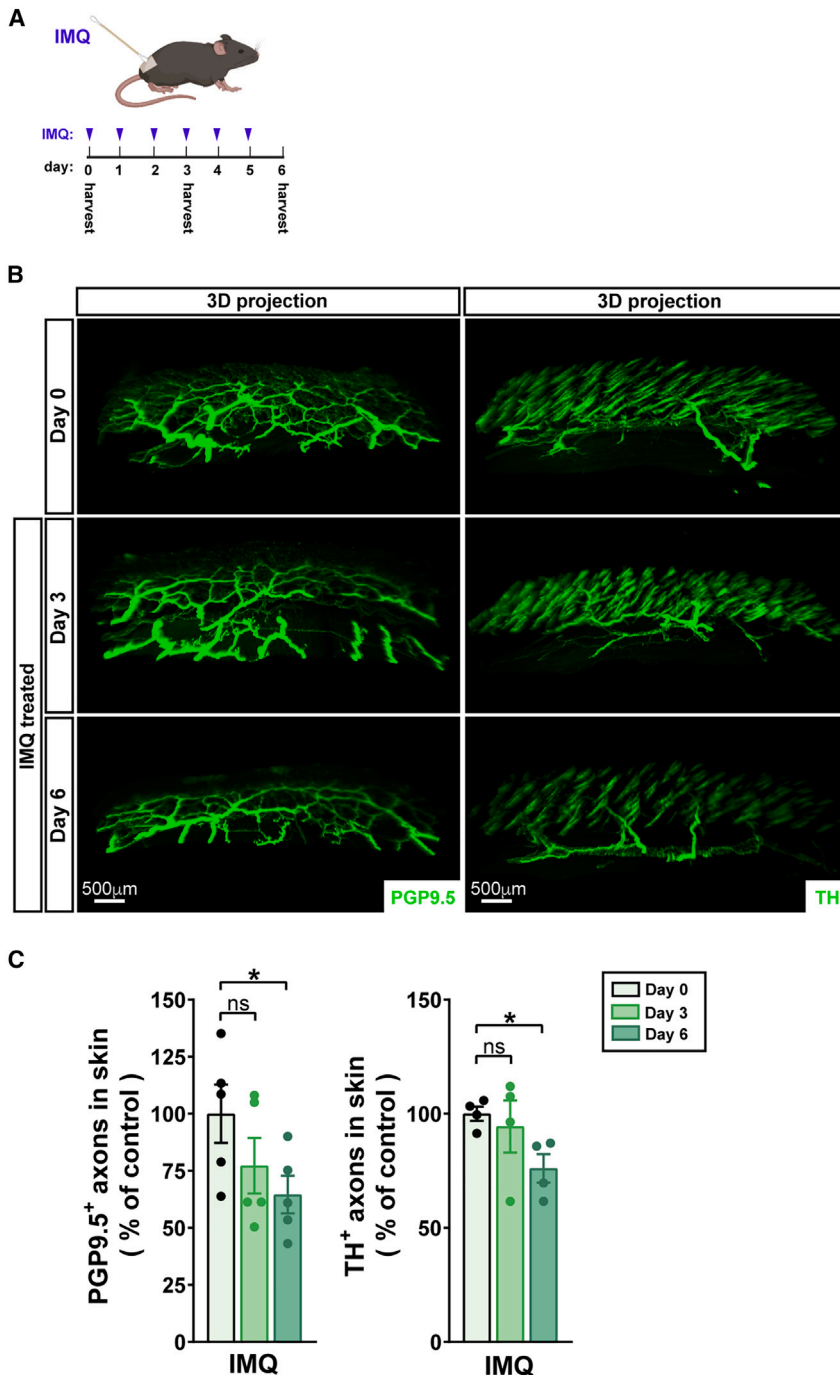 A
IMQ
IMQ:
day: 0 1 2 3 4 5 6
harvest harvest harvest
B
3D projection 3D projection
Day 0
IMQ treated
Day 3
Day 6
500µm PGP9.5 500µm TH
C
PGP9.5+ axons in skin
( % of control )
150
125
100
75
50
25
0
* 
ns
IMQ
TH+ axons in skin
( % of control )
150
100
50
0
*
ns
IMQ
Day 0
Day 3
Day 6